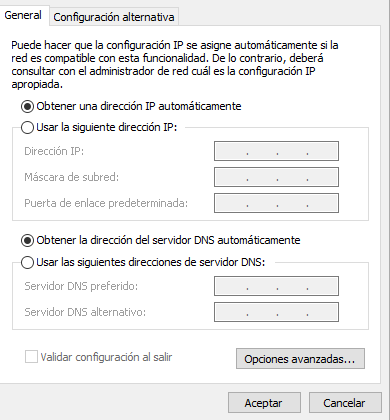 General
Configuración alternativa
Puede hacer que la configuración IP se asigne automáticamente si la
red es compatible con esta funcionalidad. De lo contrario, deberá
consultar con el administrador de red cuál es la configuración IP
apropiada.
Obtener una dirección IP automáticamente
Usar la siguiente dirección IP:
Dirección IP:
Máscara de subred:
Puerta de enlace predeterminada:
Obtener la dirección del servidor DNS automáticamente
Usar las siguientes direcciones de servidor DNS:
Servidor DNS preferido:
Servidor DNS alternativo:
Validar configuración al salir
Opciones avanzadas...
Aceptar
Cancelar